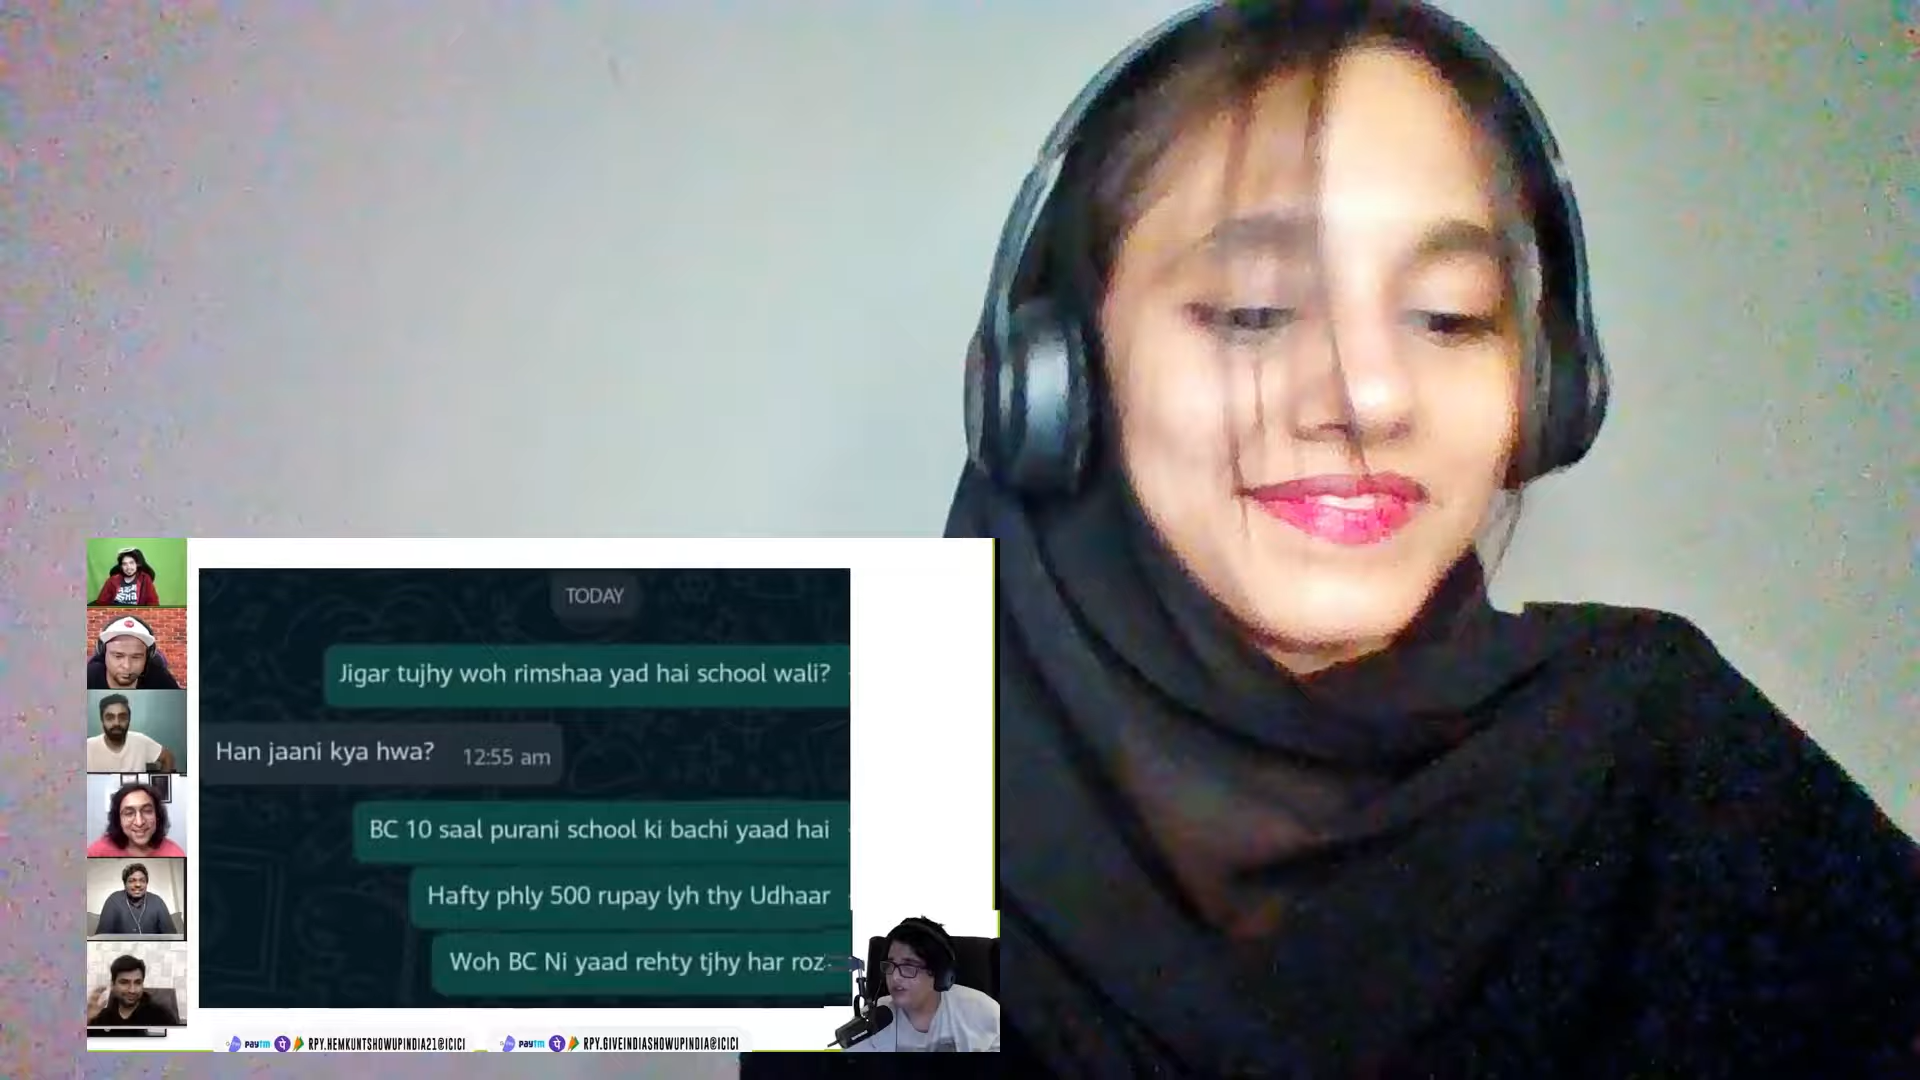 TODAY
Jigar tujhy woh rimshaa yad hai school wali?
Han jaani kya hwa? 12:55 am
BC 10 saal purani school ki bachi yaad hai
Hafty phly 500 rupay lyh thy Udhaar
Woh BC Ni yaad rehty tjhy har roz
paytm RPY.HEMKUNTSHOWUPINDIA21@ICICI
paytm RPY.GIVEINDIASHOWUPINDIA@ICICI